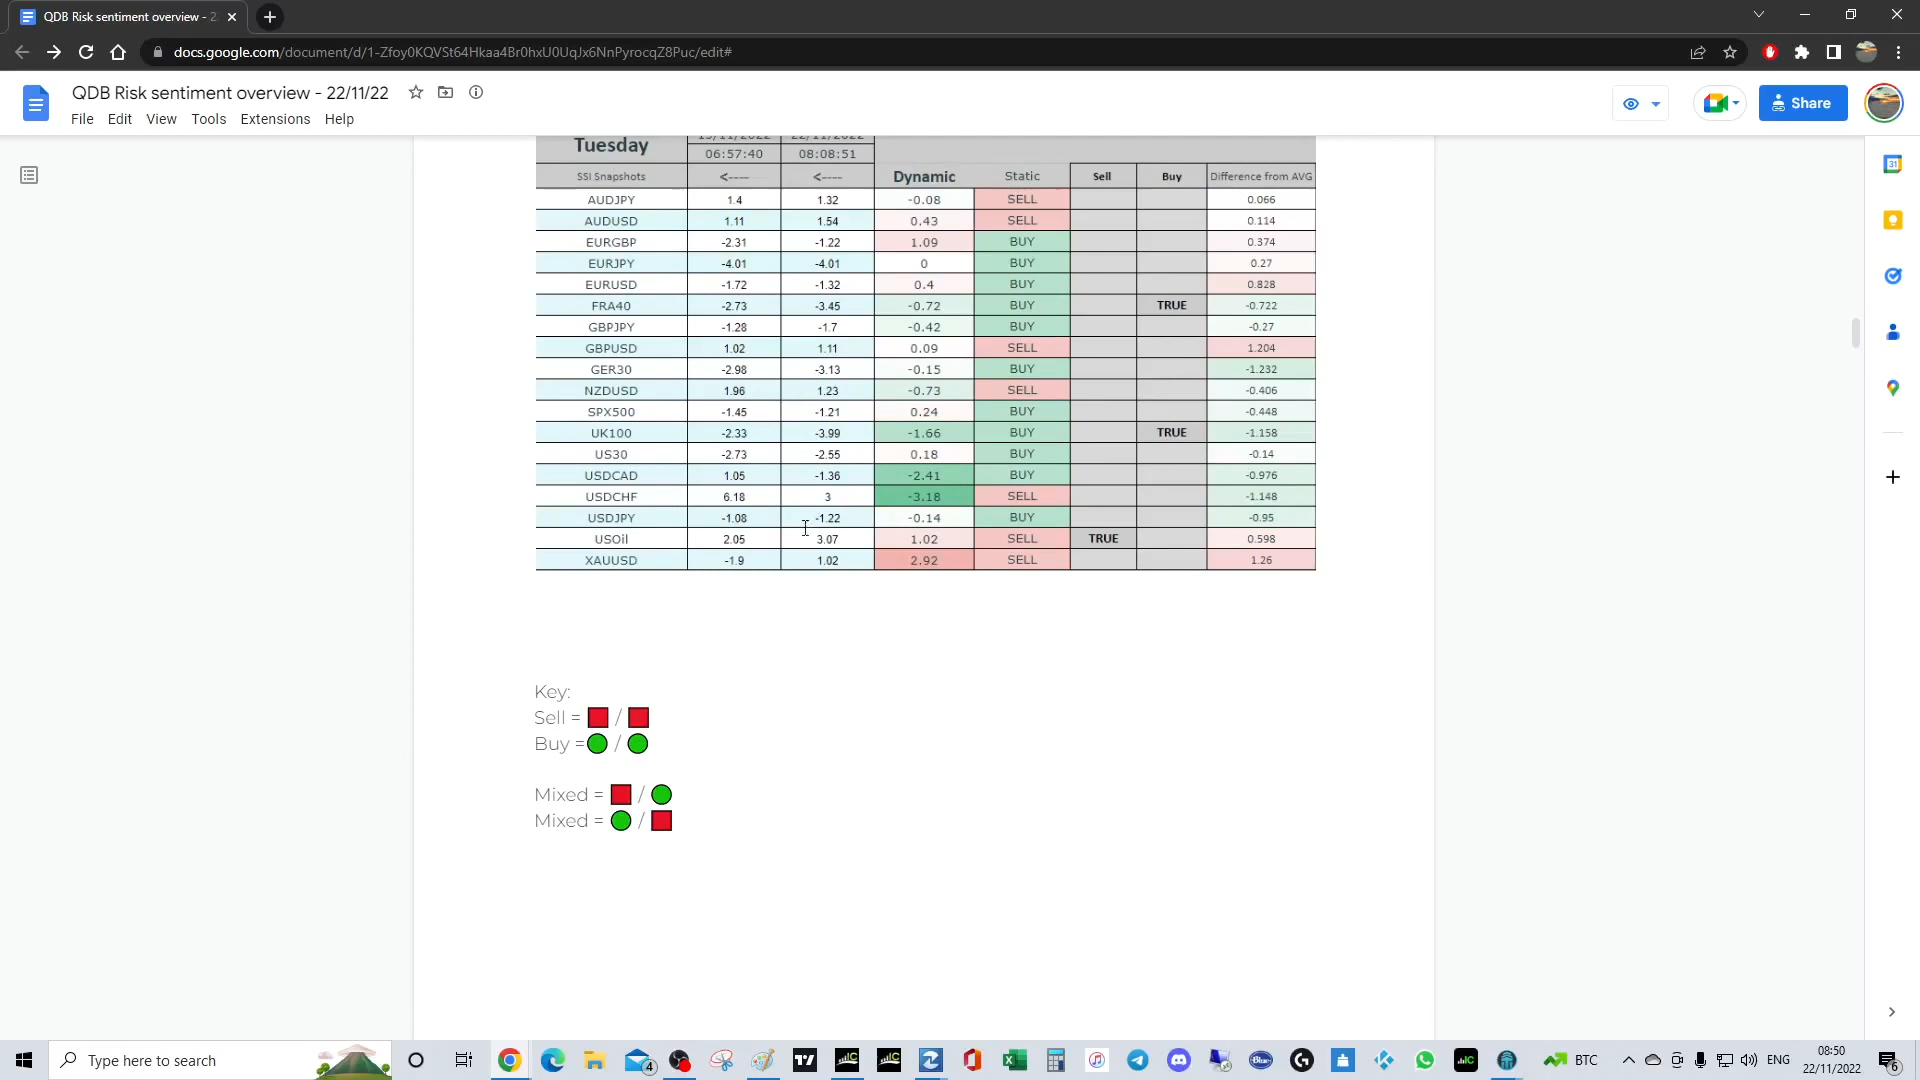 QDB Risk sentiment overview - 2
docs.google.com/document/d/1-Zfoy0KQVSt64Hkaa4Br0hxU0UqJx6NnPyrocqZ8Puc/edit#
QDB Risk sentiment overview - 22/11/22
File Edit View Tools Extensions Help
Share
31
Tuesday
06:57:40 08:08:51
SSI Snapshots <---- <---- Dynamic Static Sell Buy Difference from AVG
AUDJPY 1.4 1.32 -0.08 SELL 0.066
AUDUSD 1.11 1.54 0.43 SELL 0.114
EURGBP -2.31 -1.22 1.09 BUY 0.374
EURJPY -4.01 -4.01 0 BUY 0.27
EURUSD -1.72 -1.32 0.4 BUY 0.828
FRA40 -2.73 -3.45 -0.72 BUY TRUE -0.722
GBPJPY -1.28 -1.7 -0.42 BUY -0.27
GBPUSD 1.02 1.11 0.09 SELL 1.204
GER30 -2.98 -3.13 -0.15 BUY -1.232
NZDUSD 1.96 1.23 -0.73 SELL -0.406
SPX500 -1.45 -1.21 0.24 BUY -0.448
UK100 -2.33 -3.99 -1.66 BUY TRUE -1.158
US30 -2.73 -2.55 0.18 BUY -0.14
USDCAD 1.05 -1.36 -2.41 BUY -0.976
USDCHF 6.18 3 -3.18 SELL -1.148
USDJPY -1.08 -1.22 -0.14 BUY -0.95
USOil 2.05 3.07 1.02 SELL TRUE 0.598
XAUUSD -1.9 1.02 2.92 SELL 1.26
Key:
Sell = /
Buy = /
Mixed = /
Mixed = /
Type here to search
4
BTC
ENG
08:50
22/11/2022
6